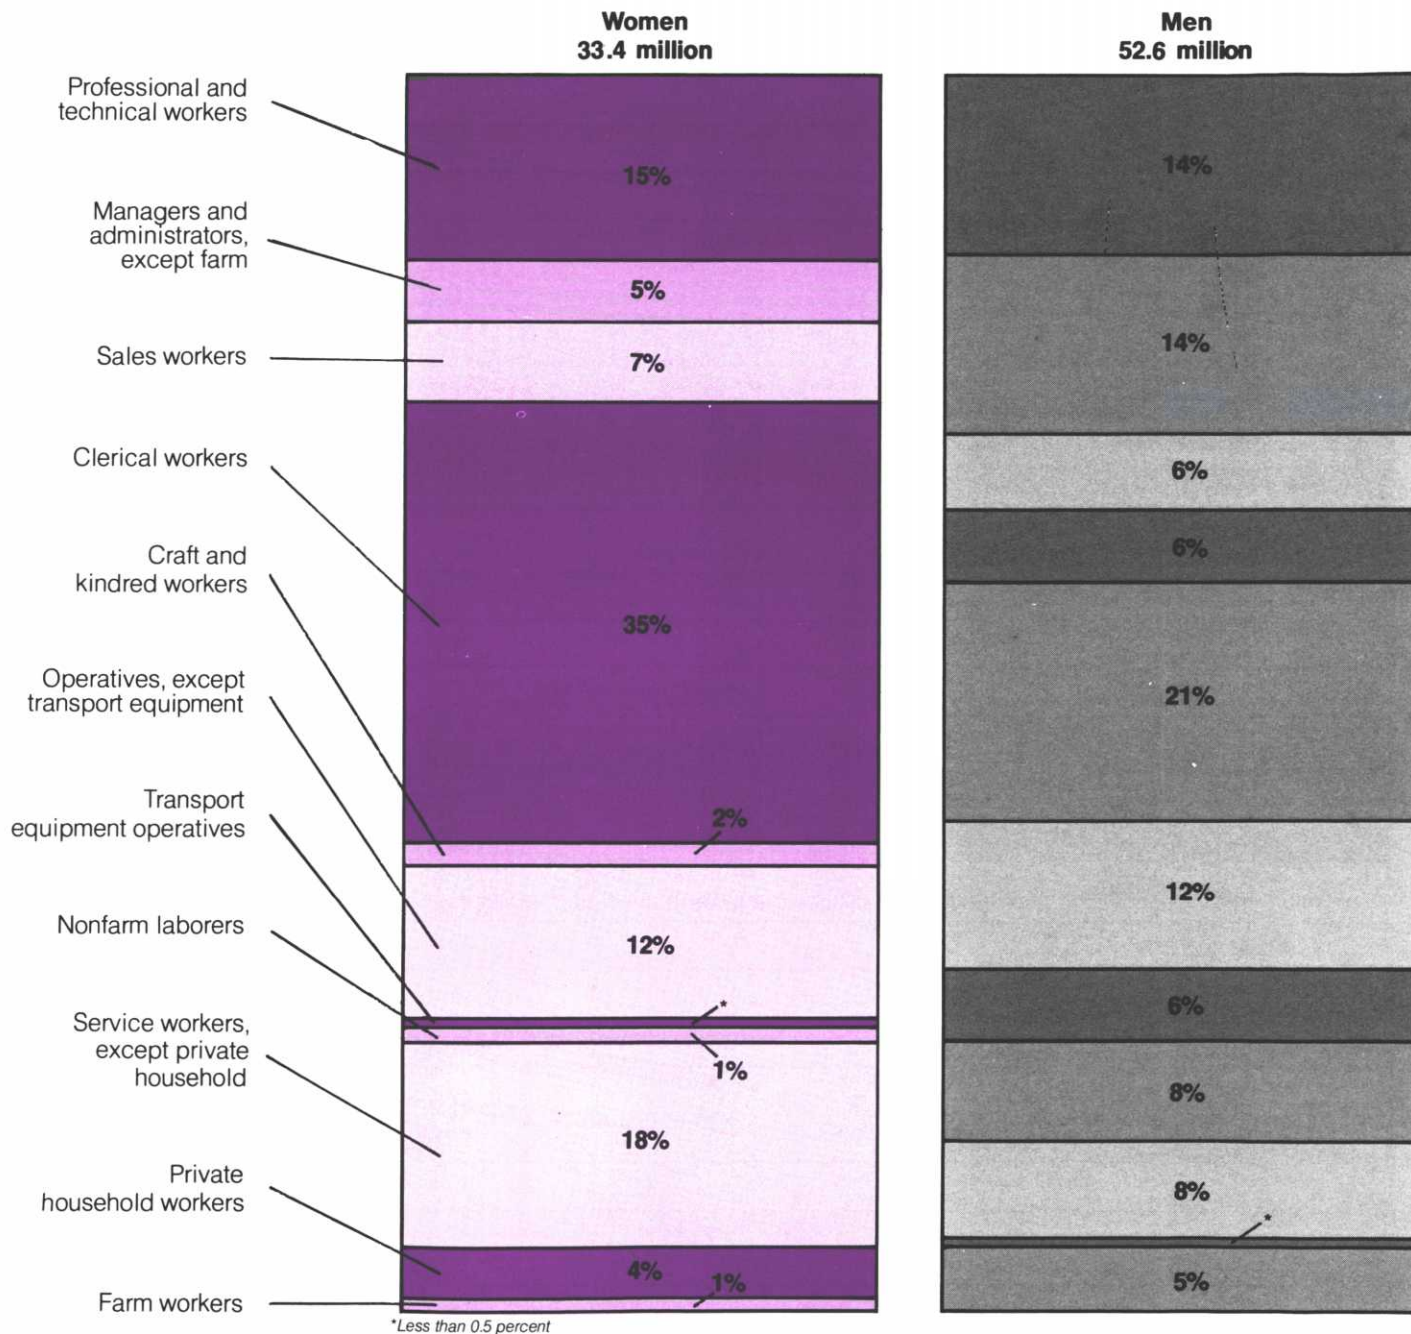 Women
33.4 million
Men
52.6 million
Professional and
technical workers
Managers and
administrators,
except farm
Sales workers
Clerical workers
Craft and
kindred workers
Operatives, except
transport equipment
Transport
equipment operatives
Nonfarm laborers
Service workers,
except private
household
Private
household workers
Farm workers
15%
5%
7%
35%
2%
12%
*
1%
18%
4%
1%
14%
14%
6%
6%
21%
12%
6%
8%
8%
*
5%
*Less than 0.5 percent